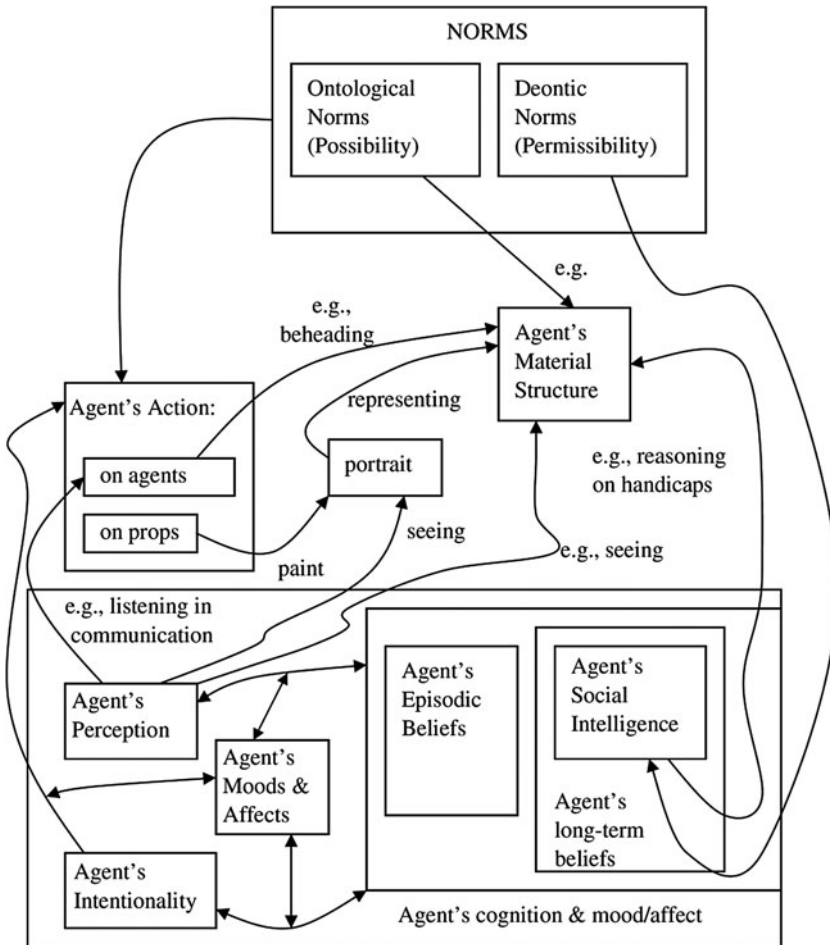 NORMS
Ontological
Norms
(Possibility)
Deontic
Norms
(Permissibility)
e.g.
e.g.,
beheading
Agent's
Material
Structure
Agent's Action:
representing
on agents
portrait
e.g., reasoning
on handicaps
on props
seeing
paint
e.g., seeing
e.g., listening in
communication
Agent's
Perception
Agent's
Episodic
Beliefs
Agent's
Social
Intelligence
Agent's
Moods &
Affects
Agent's
long-term
beliefs
Agent's
Intentionality
Agent's cognition & mood/affect